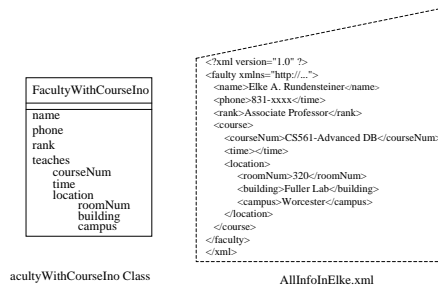 FacultyWithCourseIno
name
phone
rank
teaches
courseNum
time
location
roomNum
building
campus
acultyWithCourseIno Class
<?xml version="1.0" ?>
<faulty xmlns="http://...">
<name>Elke A. Rundensteiner</name>
<phone>831-xxxx</time>
<rank>Associate Professor</rank>
<course>
<courseNum>CS561-Advanced DB</courseNum>
<time></time>
<location>
<roomNum>320</roomNum>
<building>Fuller Lab</building>
<campus>Worcester</campus>
</location>
</course>
</faculty>
</xml>
AllInfoInElke.xml